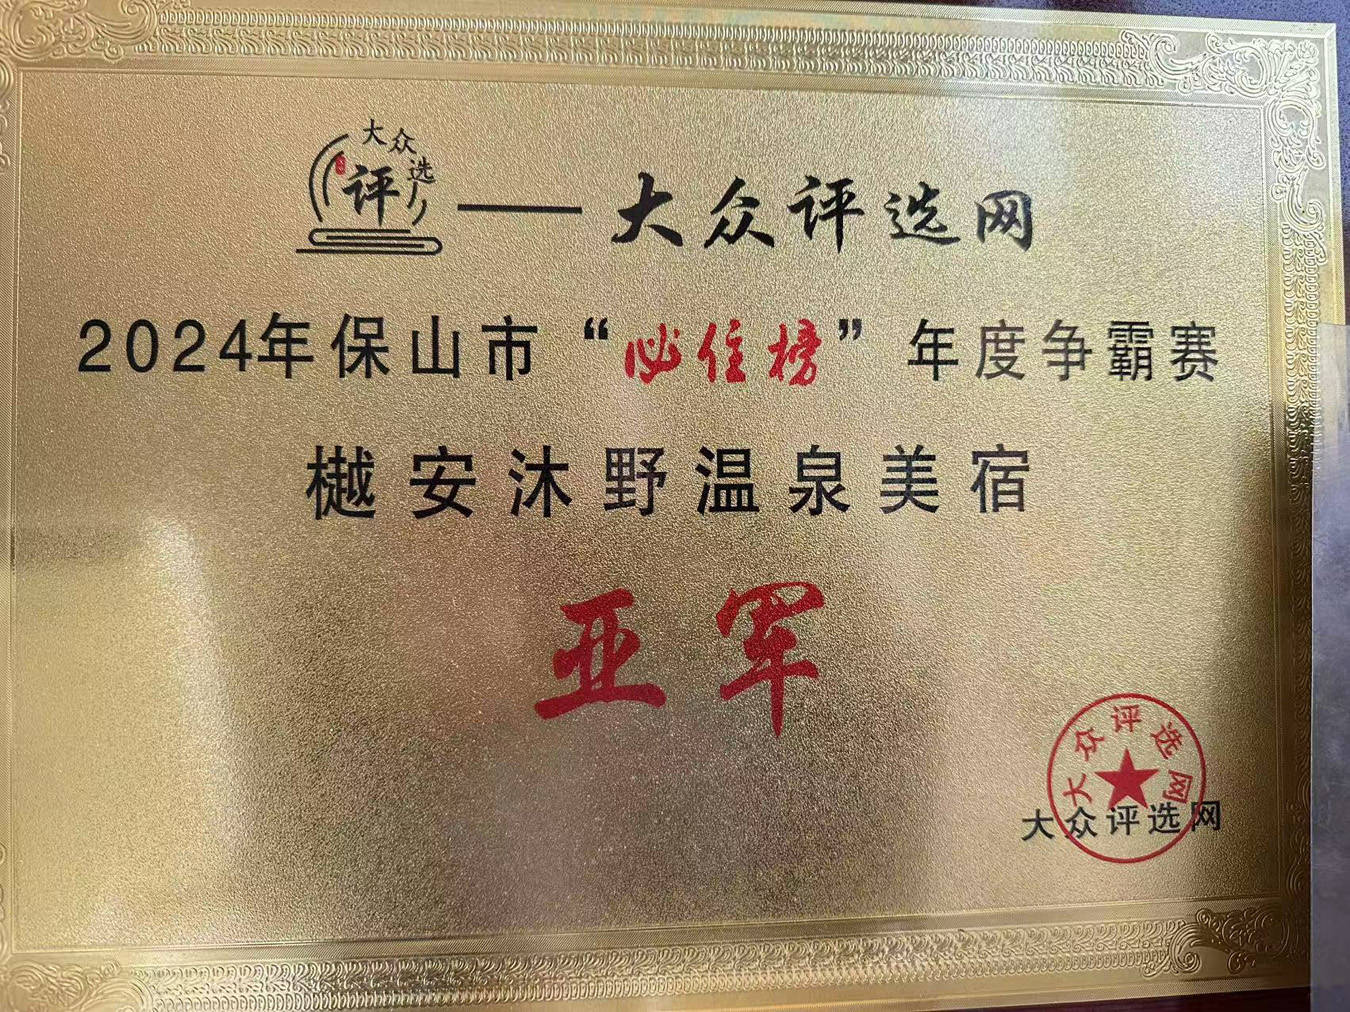 大众评选
——大众评选网
2024年保山市“必住榜”年度争霸赛
樾安沐野温泉美宿
亚军
大众评选网
大众评选网